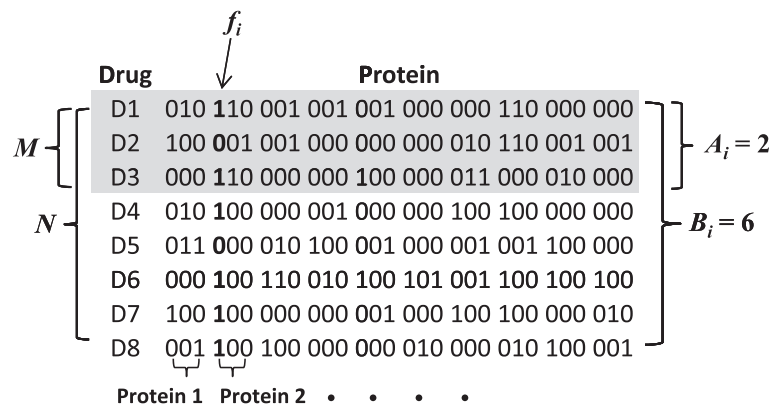 fi
Drug Protein
D1 010 110 001 001 001 000 000 110 000 000
D2 100 001 001 000 000 000 010 110 001 001
D3 000 110 000 000 100 000 011 000 010 000
D4 010 100 000 001 000 000 100 100 000 000
D5 011 000 010 100 001 000 001 001 100 000
D6 000 100 110 010 100 101 001 100 100 100
D7 100 100 000 000 001 000 100 100 000 010
D8 001 100 100 000 000 010 000 010 100 001
M
N
Ai = 2
Bi = 6
Protein 1 Protein 2 • • • •